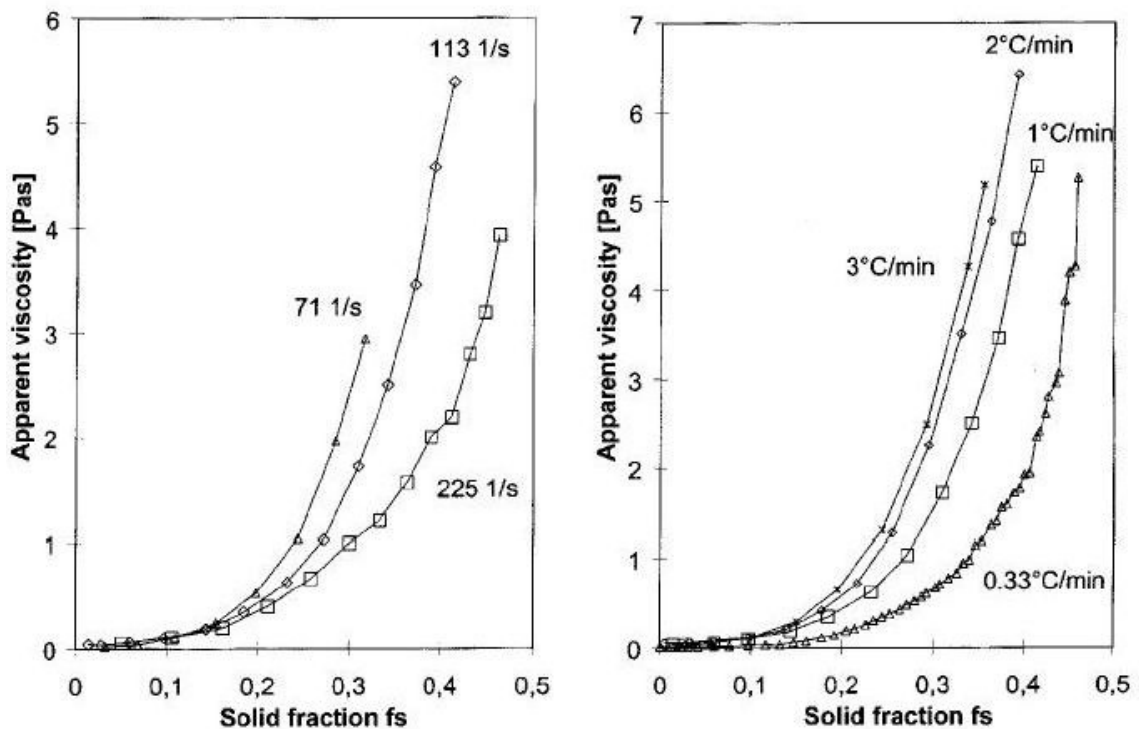 6
5
4
3
2
1
0
Apparent viscosity [Pas]
113 1/s
71 1/s
225 1/s
0 0,1 0,2 0,3 0,4 0,5
Solid fraction fs
7
6
5
4
3
2
1
0
Apparent viscosity [Pas]
2°C/min
1°C/min
3°C/min
0.33°C/min
0 0,1 0,2 0,3 0,4 0,5
Solid fraction fs